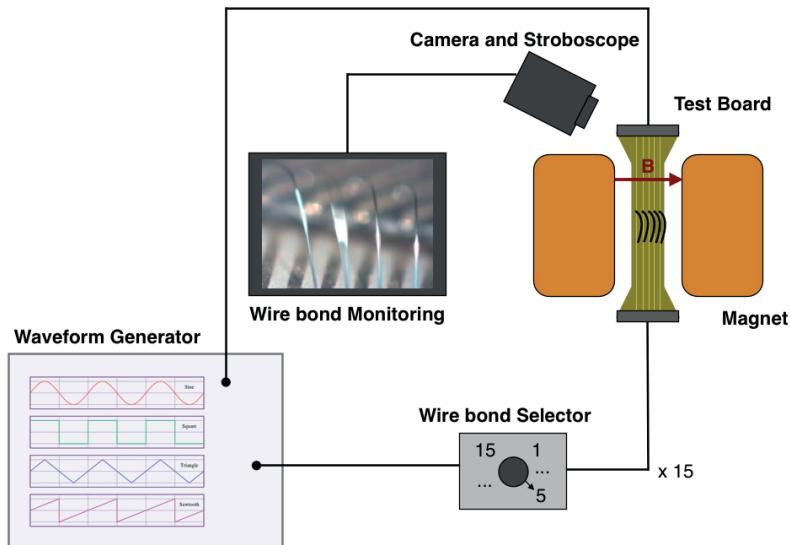 Camera and Stroboscope
Test Board
B
Wire bond Monitoring
Magnet
Waveform Generator
Sine
Square
Triangle
Sawtooth
Wire bond Selector
15 1
... ...
5
x 15